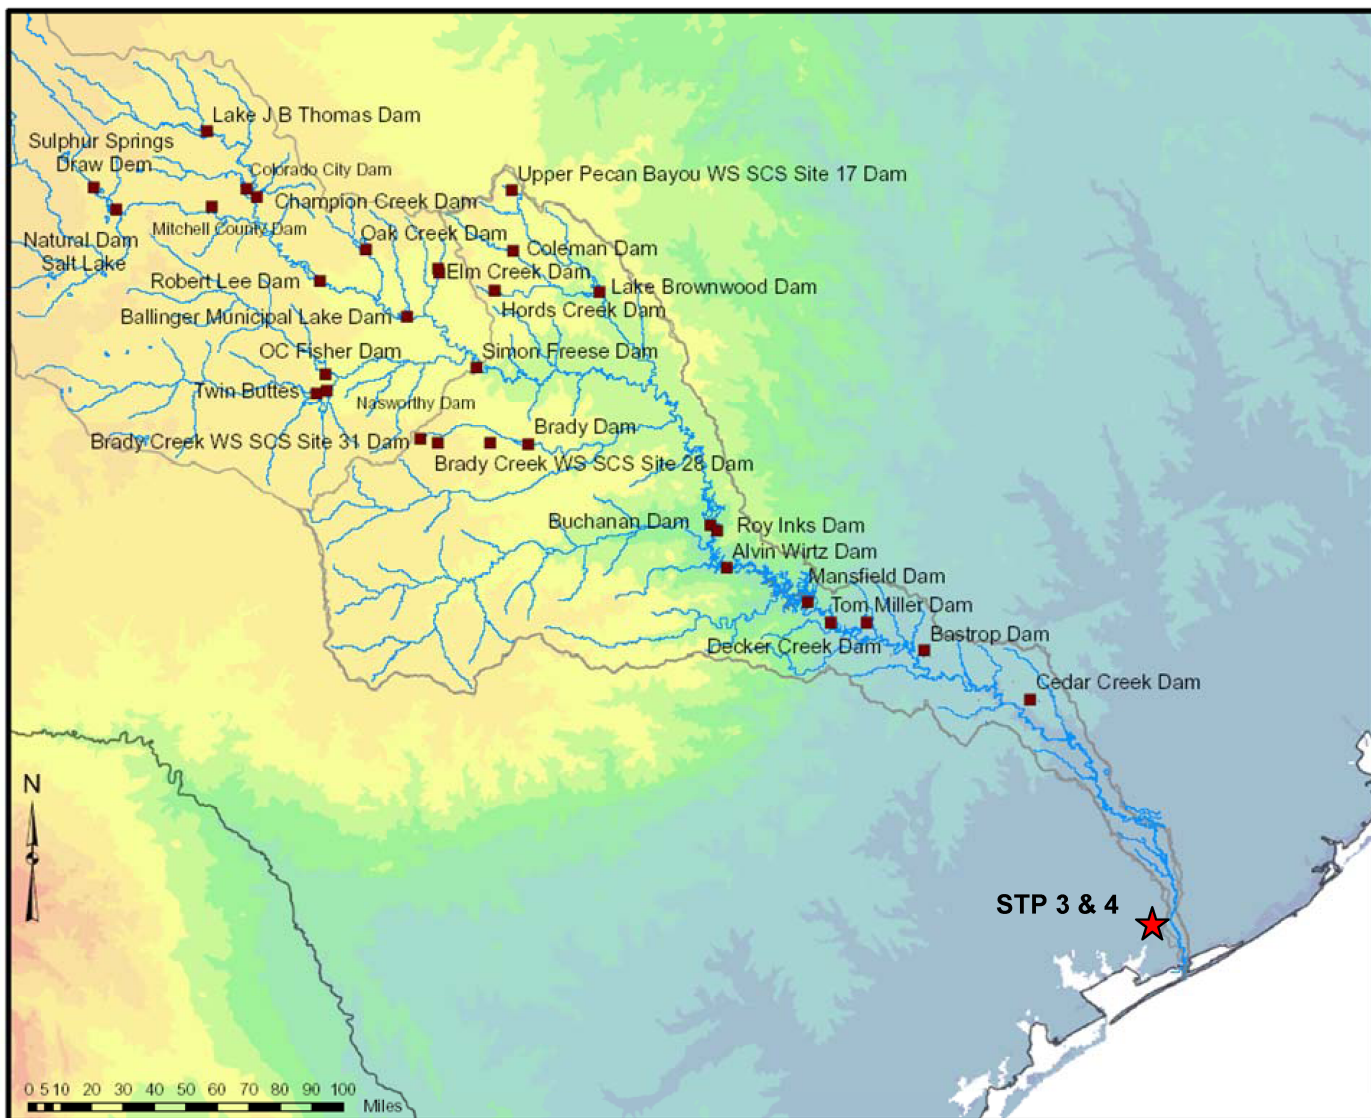 Lake J B Thomas Dam
Sulphur Springs
Draw Dem
Colorado City Dam
Upper Pecan Bayou WS SCS Site 17 Dam
Champion Creek Dam
Mitchell County Dam
Oak Creek Dam
Natural Dam
Salt Lake
Coleman Dam
Elm Creek Dam
Robert Lee Dam
Lake Brownwood Dam
Hords Creek Dam
Ballinger Municipal Lake Dam
OC Fisher Dam
Simon Freese Dam
Twin Buttes
Nasworthy Dam
Brady Dam
Brady Creek WS SCS Site 31 Dam
Brady Creek WS SCS Site 28 Dam
Buchanan Dam
Roy Inks Dam
Alvin Wirtz Dam
Mansfield Dam
Tom Miller Dam
Bastrop Dam
Decker Creek Dam
Cedar Creek Dam
N
STP 3 & 4
0 5 10 20 30 40 50 60 70 80 90 100
Miles